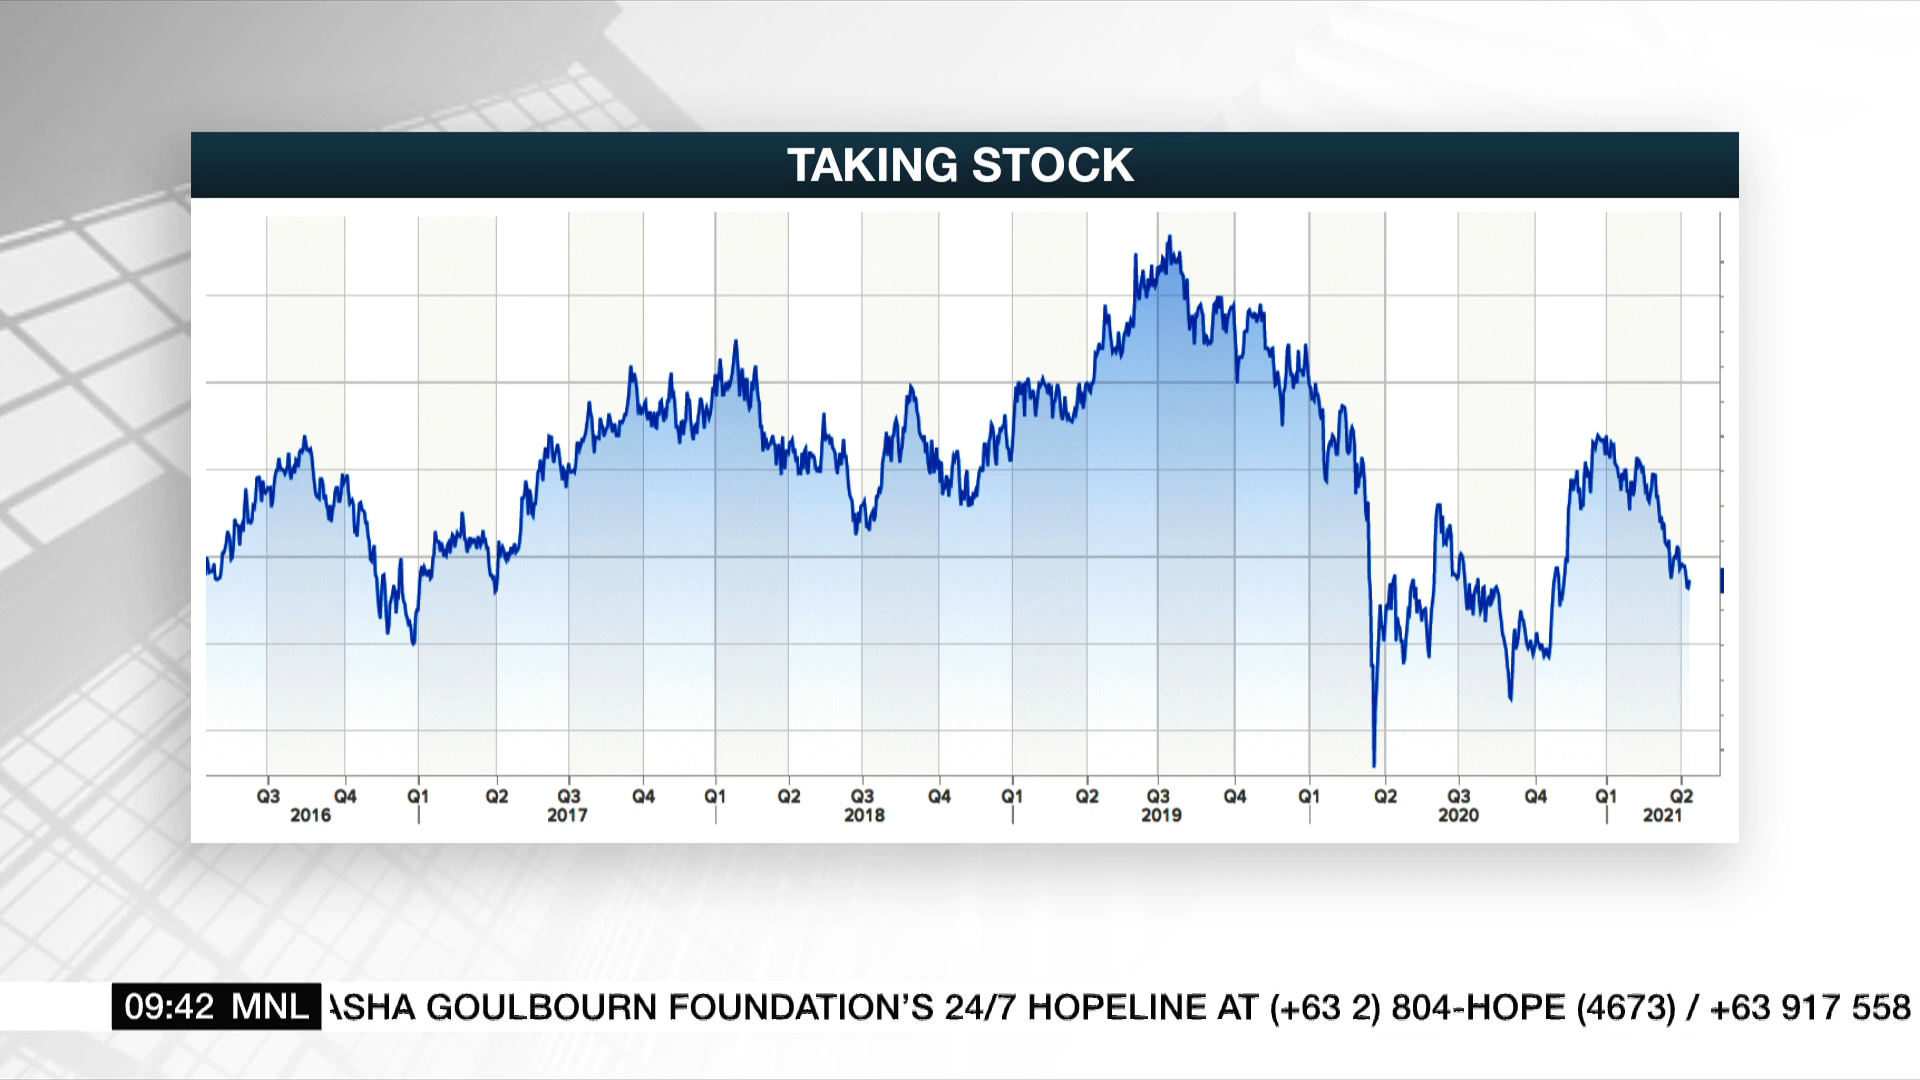 TAKING STOCK
Q3 Q4 Q1 Q2 Q3 Q4 Q1 Q2 Q3 Q4 Q1 Q2 Q3 Q4 Q1 Q2 Q3 Q4 Q1 Q2
2016 | 2017 | 2018 | 2019 | 2020 | 2021
09:42 MNL ASHA GOULBOURN FOUNDATION’S 24/7 HOPELINE AT (+63 2) 804-HOPE (4673) / +63 917 558